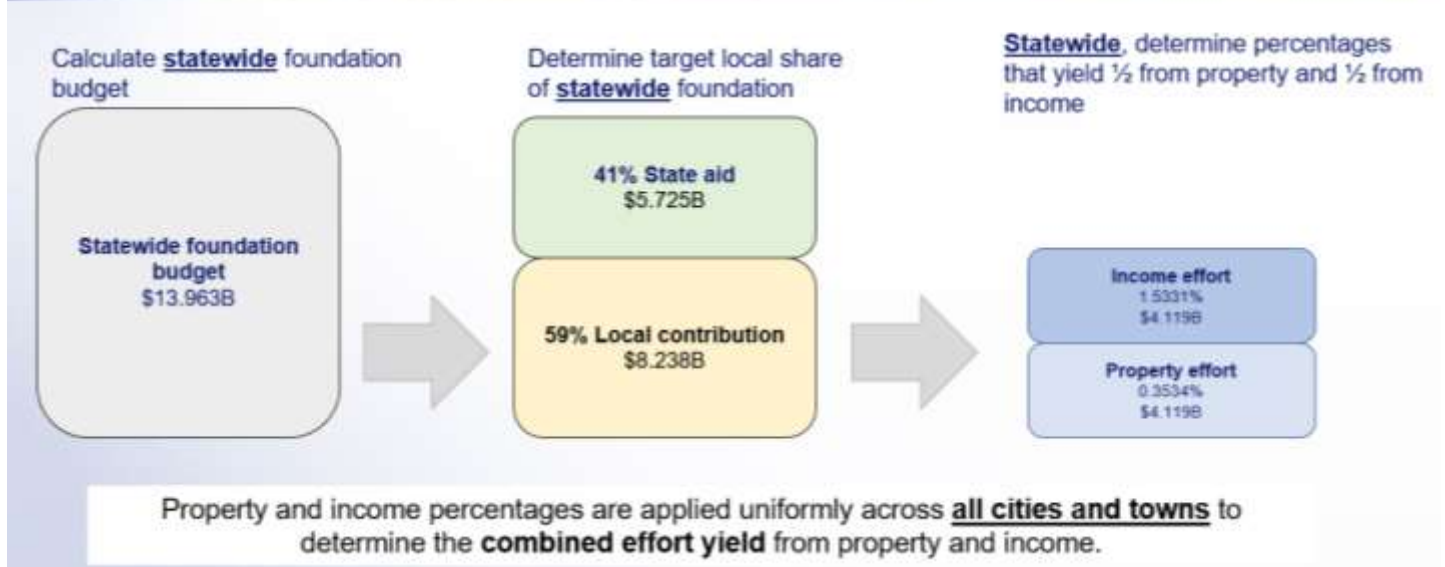 Calculate statewide foundation
budget
Statewide foundation
budget
$13.963B
Determine target local share
of statewide foundation
41% State aid
$5.725B
59% Local contribution
$8.238B
Statewide, determine percentages
that yield ½ from property and ½ from
income
Income effort
1.5331%
$4.119B
Property effort
0.3534%
$4.119B
Property and income percentages are applied uniformly across all cities and towns to
determine the combined effort yield from property and income.